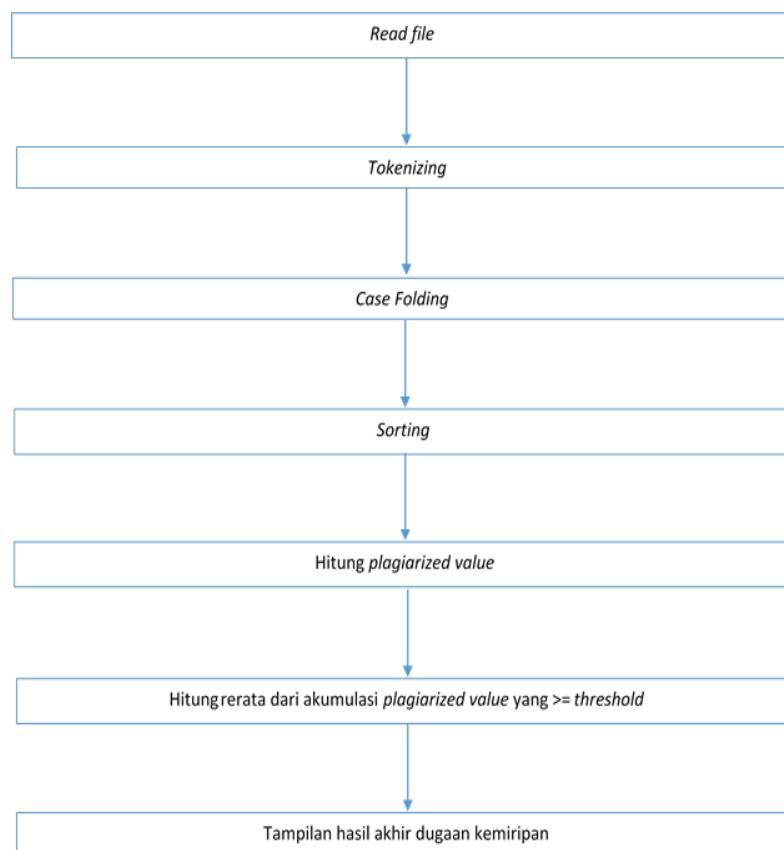 Read file
Tokenizing
Case Folding
Sorting
Hitung plagiarized value
Hitung rerata dari akumulasi plagiarized value yang >= threshold
Tampilan hasil akhir dugaan kemiripan